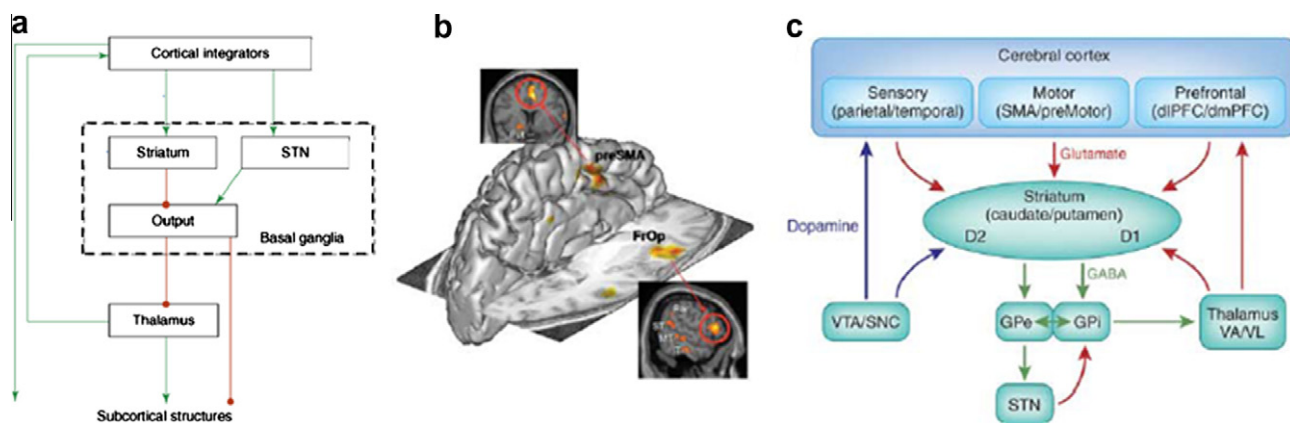 a
Cortical integrators
Striatum
STN
Output
Basal ganglia
Thalamus
Subcortical structures
b
preSMA
FrOp
ST
MT
c
Cerebral cortex
Sensory
(parietal/temporal)
Motor
(SMA/preMotor)
Prefrontal
(dlPFC/dmPFC)
Glutamate
Striatum
(caudate/putamen)
Dopamine
D2
D1
GABA
VTA/SNC
GPe
GPi
Thalamus
VA/VL
STN